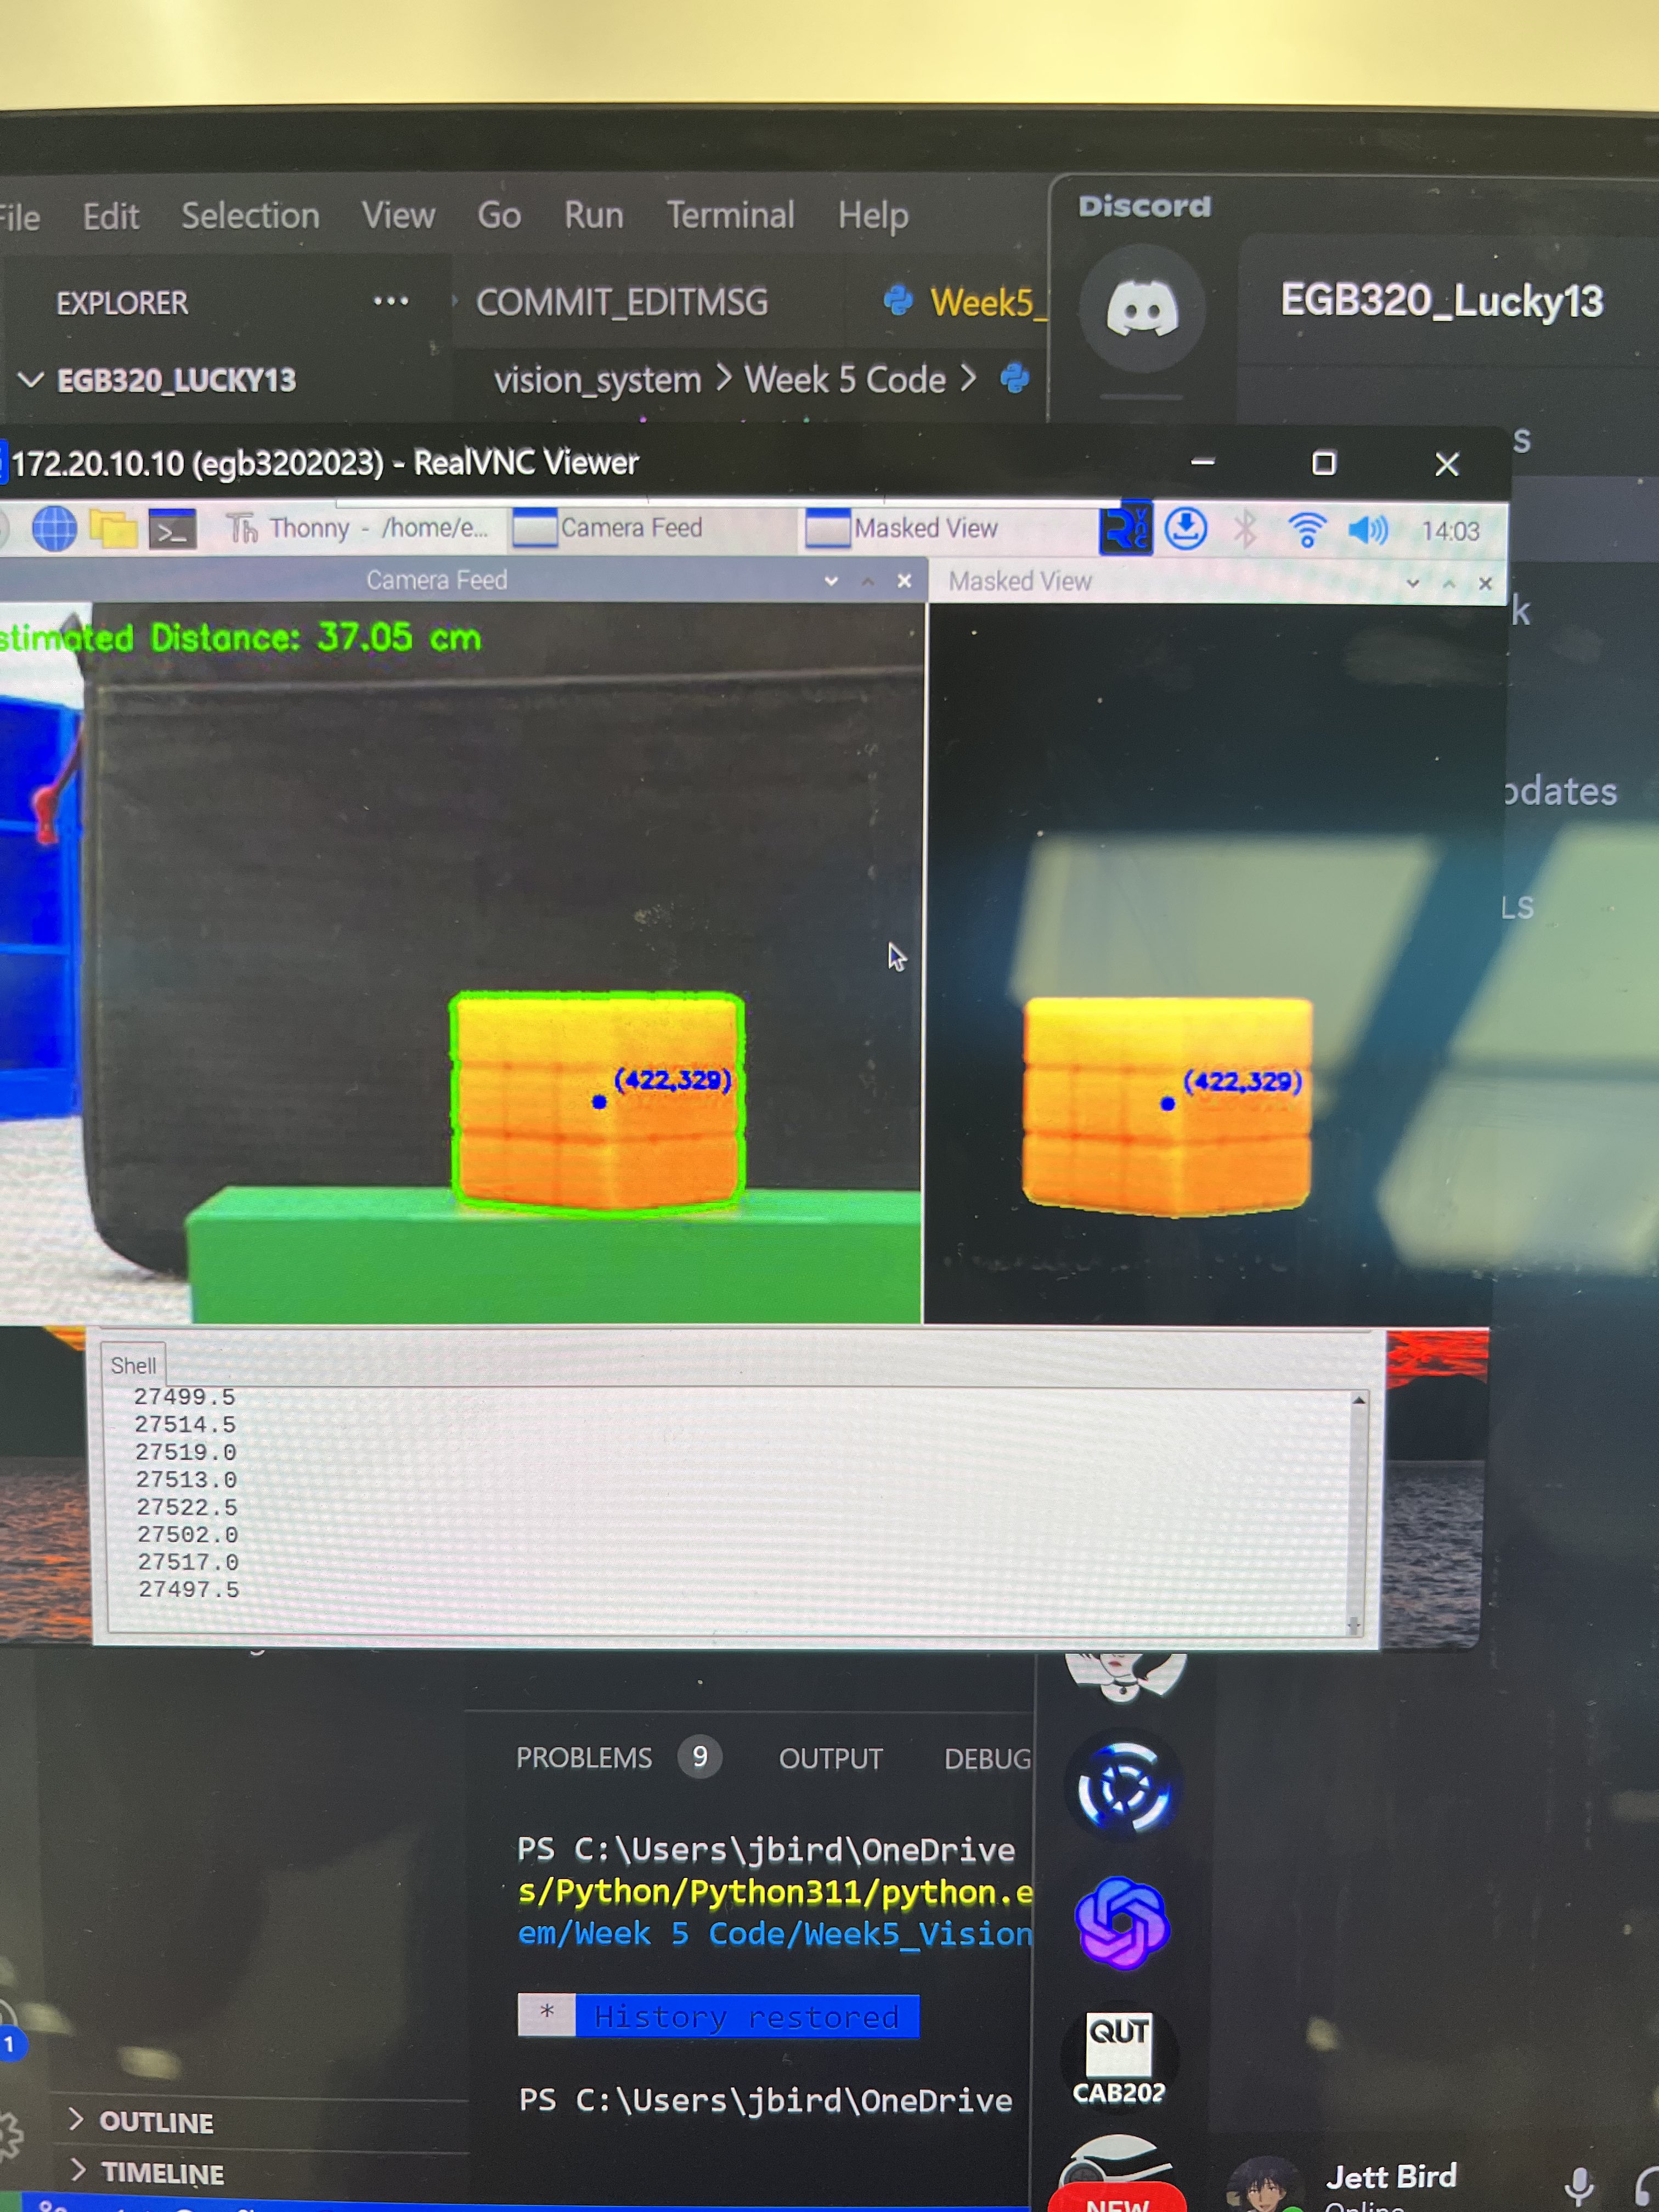 File Edit Selection View Go Run Terminal Help
Discord
EXPLORER ...
COMMIT_EDITMSG
Week5_
EGB320_Lucky13
EGB320_LUCKY13
vision_system > Week 5 Code >
s
172.20.10.10 (egb3202023) - RealVNC Viewer
Thonny - /home/e...
Camera Feed
Masked View
14:03
Camera Feed
Masked View
k
stimated Distance: 37.05 cm
pdates
LS
(422,329)
(422,329)
Shell
27499.5
27514.5
27519.0
27513.0
27522.5
27502.0
27517.0
27497.5
PROBLEMS 9 OUTPUT DEBUG
PS C:\Users\jbird\OneDrive
s/Python/Python311/python.e
em/Week 5 Code/Week5_Vision
* History restored
QUT
CAB202
1
PS C:\Users\jbird\OneDrive
> OUTLINE
> TIMELINE
Jett Bird
Online
NEW